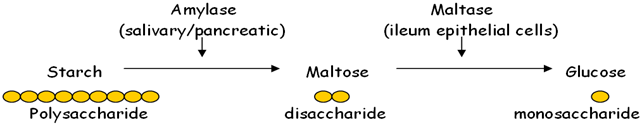 Amylase
(salivary/pancreatic)
Maltase
(ileum epithelial cells)
Starch
Maltose
Glucose
Polysaccharide
disaccharide
monosaccharide